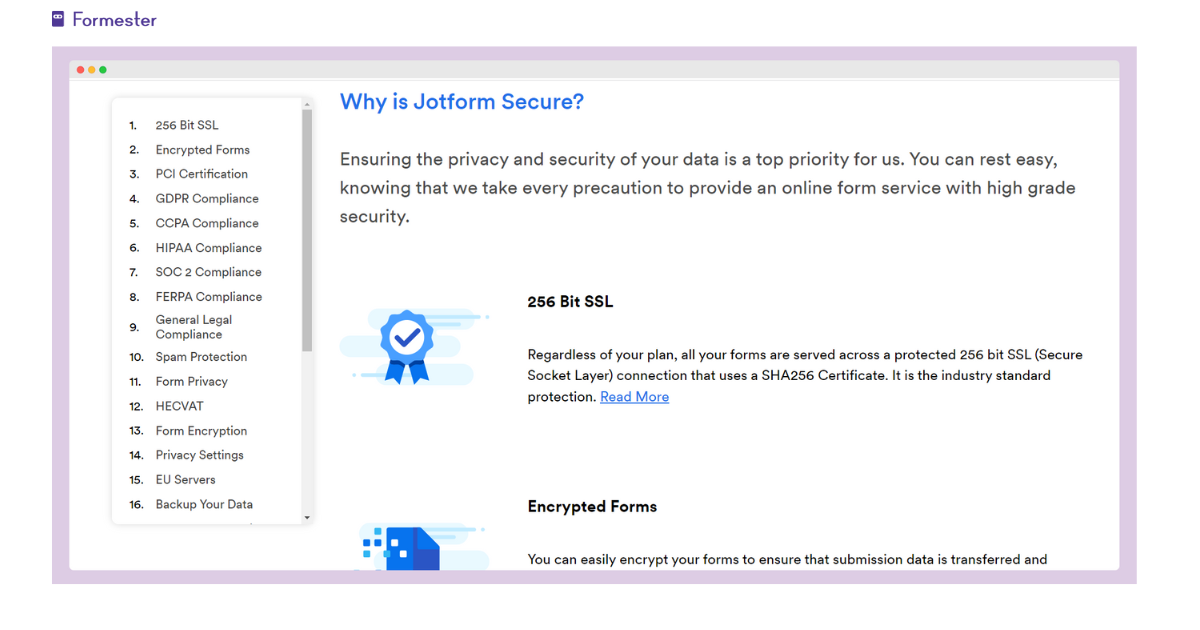 Formester
1. 256 Bit SSL
2. Encrypted Forms
3. PCI Certification
4. GDPR Compliance
5. CCPA Compliance
6. HIPAA Compliance
7. SOC 2 Compliance
8. FERPA Compliance
9. General Legal
Compliance
10. Spam Protection
11. Form Privacy
12. HECVAT
13. Form Encryption
14. Privacy Settings
15. EU Servers
16. Backup Your Data
Why is Jotform Secure?
Ensuring the privacy and security of your data is a top priority for us. You can rest easy,
knowing that we take every precaution to provide an online form service with high grade
security.
256 Bit SSL
Regardless of your plan, all your forms are served across a protected 256 bit SSL (Secure
Socket Layer) connection that uses a SHA256 Certificate. It is the industry standard
protection. Read More
Encrypted Forms
You can easily encrypt your forms to ensure that submission data is transferred and